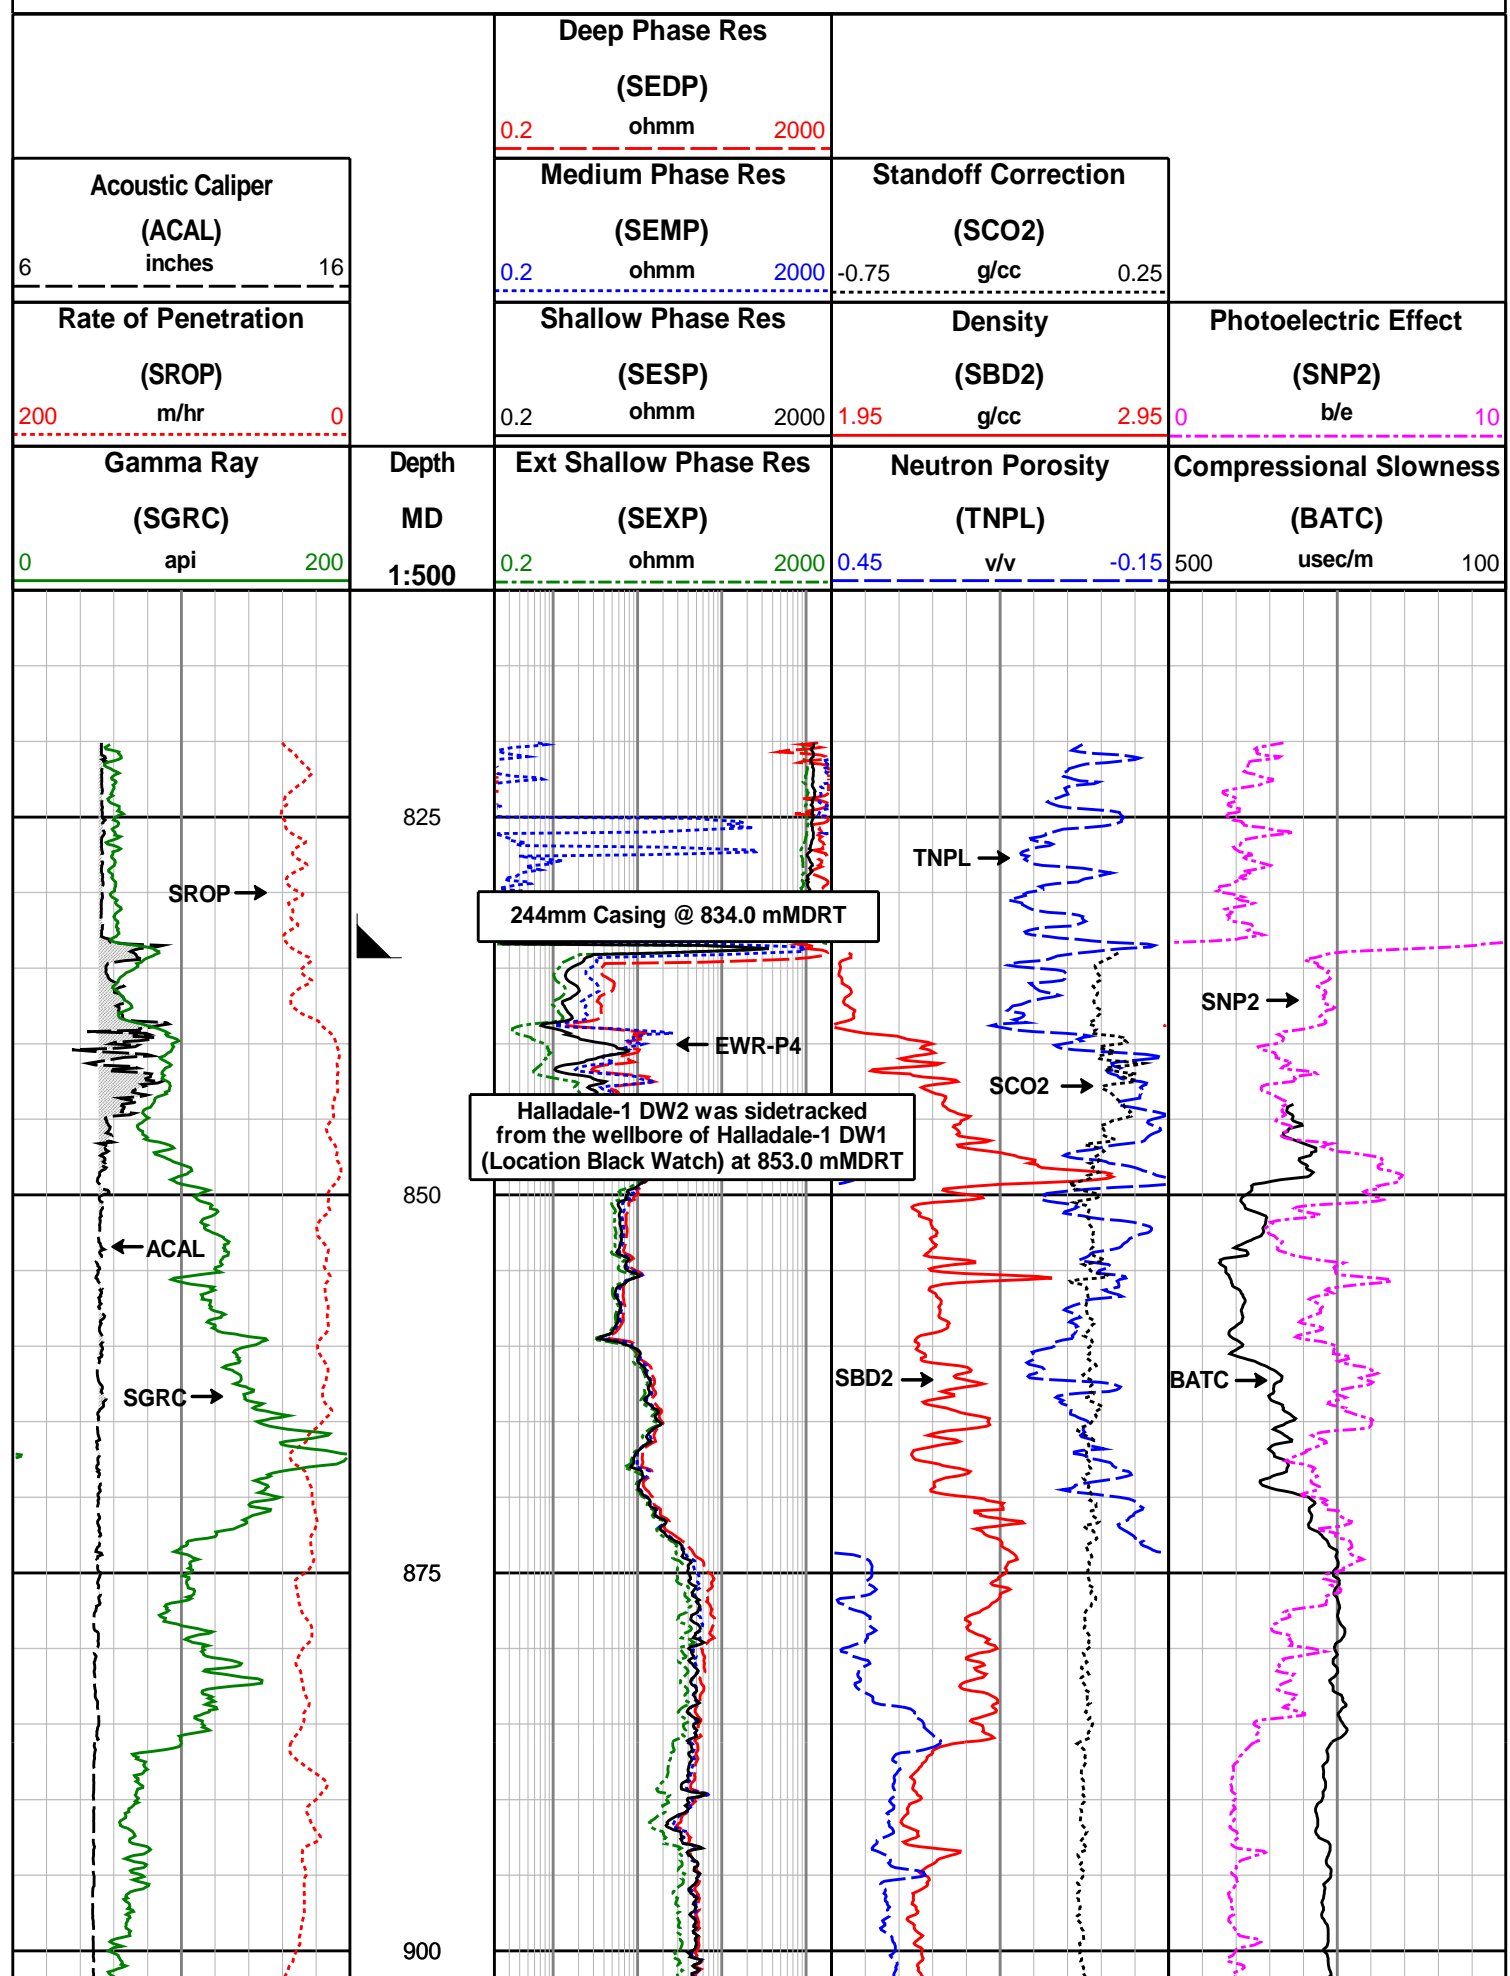 Deep Phase Res
(SEDP)
0.2 ohmm 2000
Acoustic Caliper
(ACAL)
6 inches 16
Medium Phase Res
(SEMP)
0.2 ohmm 2000
Standoff Correction
(SCO2)
-0.75 g/cc 0.25
Rate of Penetration
(SROP)
200 m/hr 0
Shallow Phase Res
(SESP)
0.2 ohmm 2000
Density
(SBD2)
1.95 g/cc 2.95
Photoelectric Effect
(SNP2)
0 b/e 10
Gamma Ray
(SGRC)
0 api 200
Depth
MD
1:500
Ext Shallow Phase Res
(SEXP)
0.2 ohmm 2000
Neutron Porosity
(TNPL)
0.45 v/v -0.15
Compressional Slowness
(BATC)
500 usec/m 100
825
TNPL
SROP
244mm Casing @ 834.0 mMDRT
SNP2
EWR-P4
SCO2
Halladale-1 DW2 was sidetracked
from the wellbore of Halladale-1 DW1
(Location Black Watch) at 853.0 mMDRT
850
ACAL
SGRC
SBD2
BATC
875
900